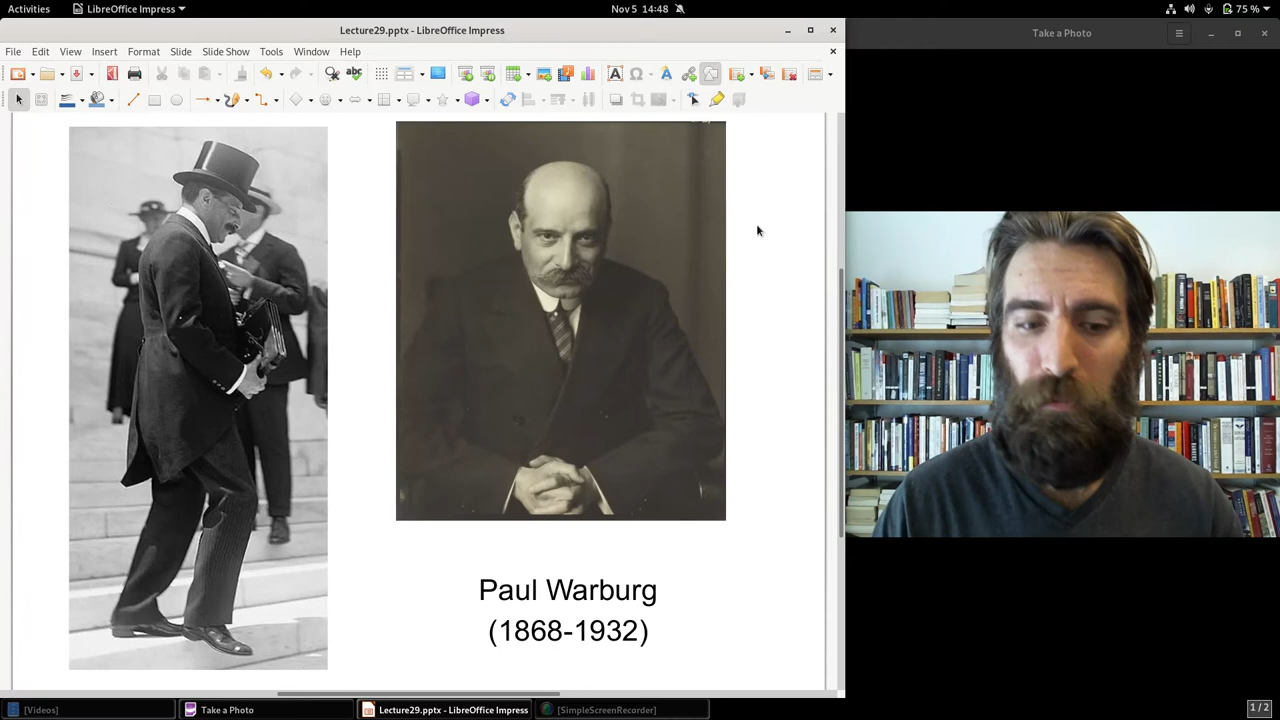 Activities
LibreOffice Impress
Nov 5 14:48
75 %
Lecture29.pptx - LibreOffice Impress
Take a Photo
File Edit View Insert Format Slide Slide Show Tools Window Help
Paul Warburg
(1868-1932)
[Videos]
Take a Photo
Lecture29.pptx - LibreOffice Impress
[SimpleScreenRecorder]
1 / 2